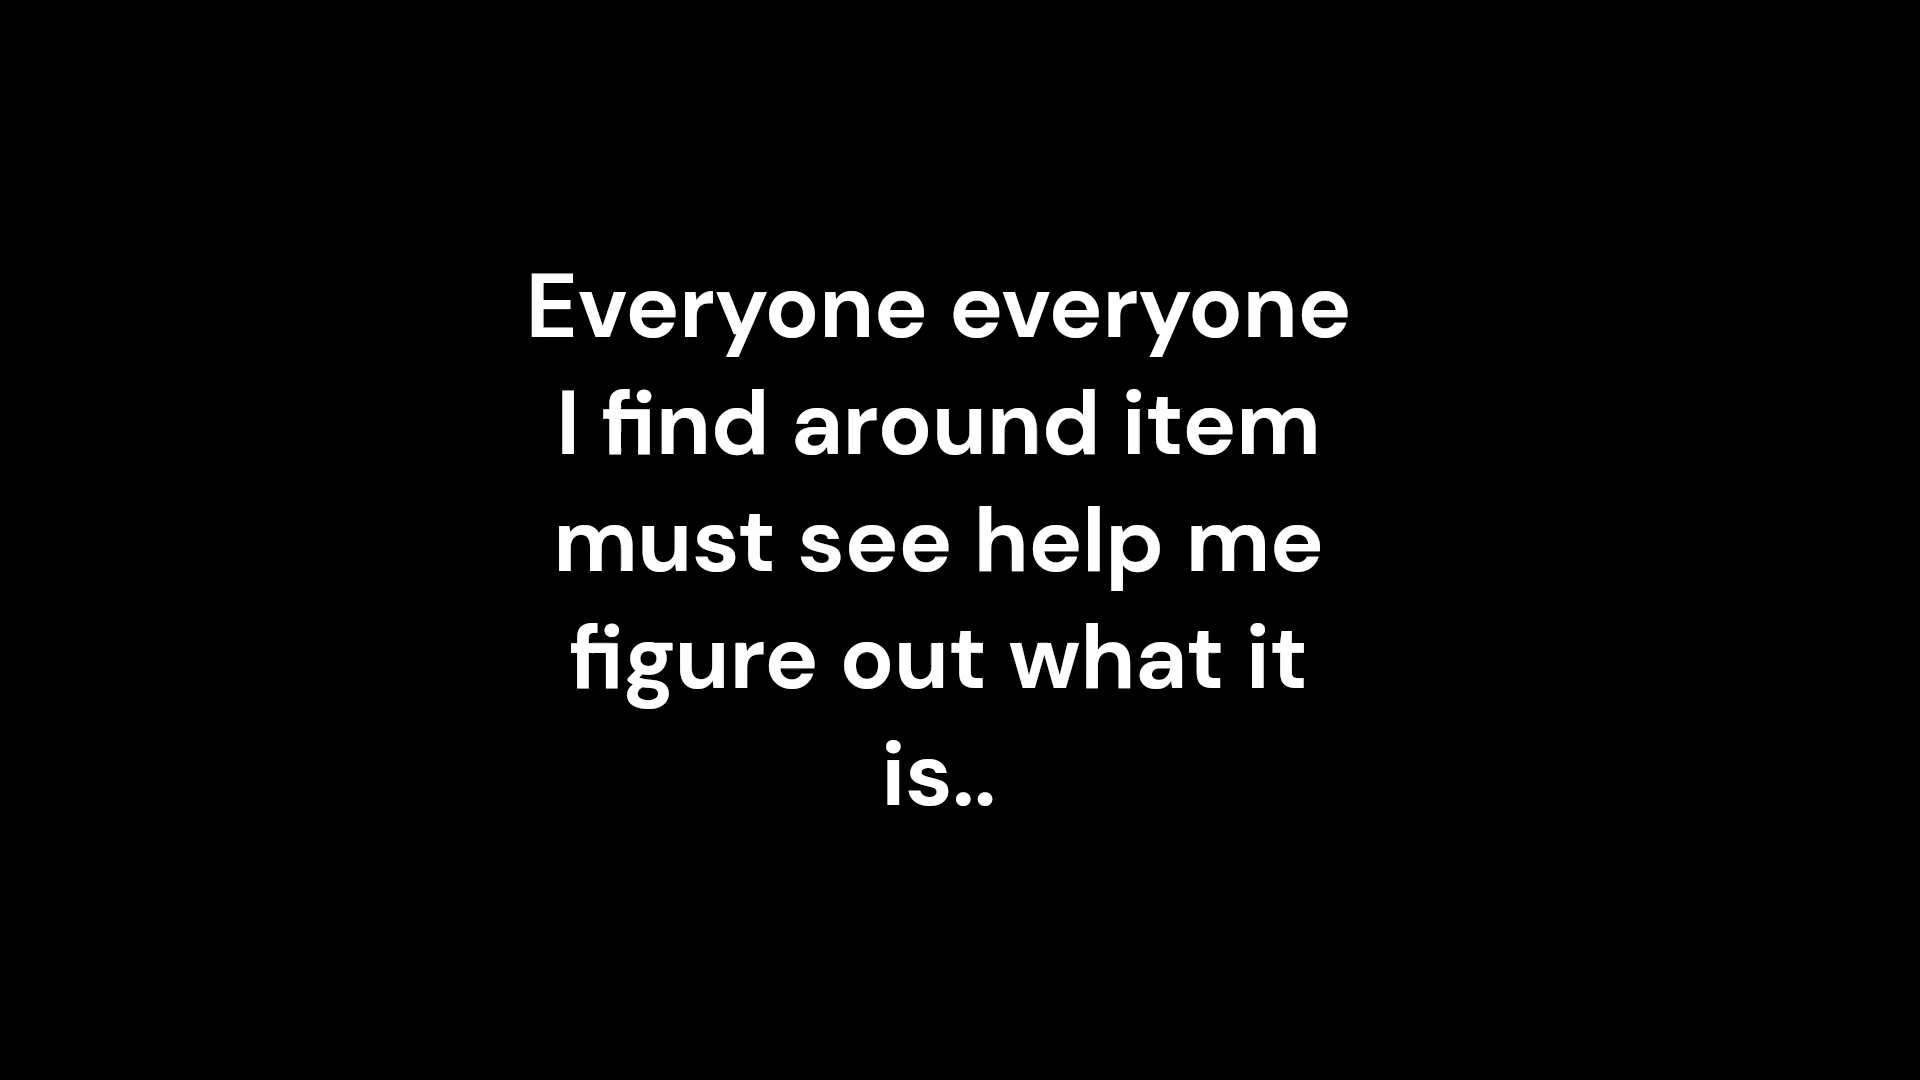 Everyone everyone
I find around item
must see help me
figure out what it
is..